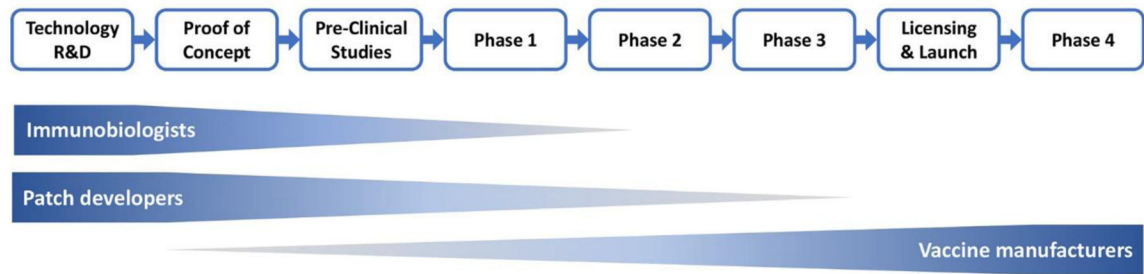 Technology
R&D
Proof of
Concept
Pre-Clinical
Studies
Phase 1
Phase 2
Phase 3
Licensing
& Launch
Phase 4
Immunobiologists
Patch developers
Vaccine manufacturers